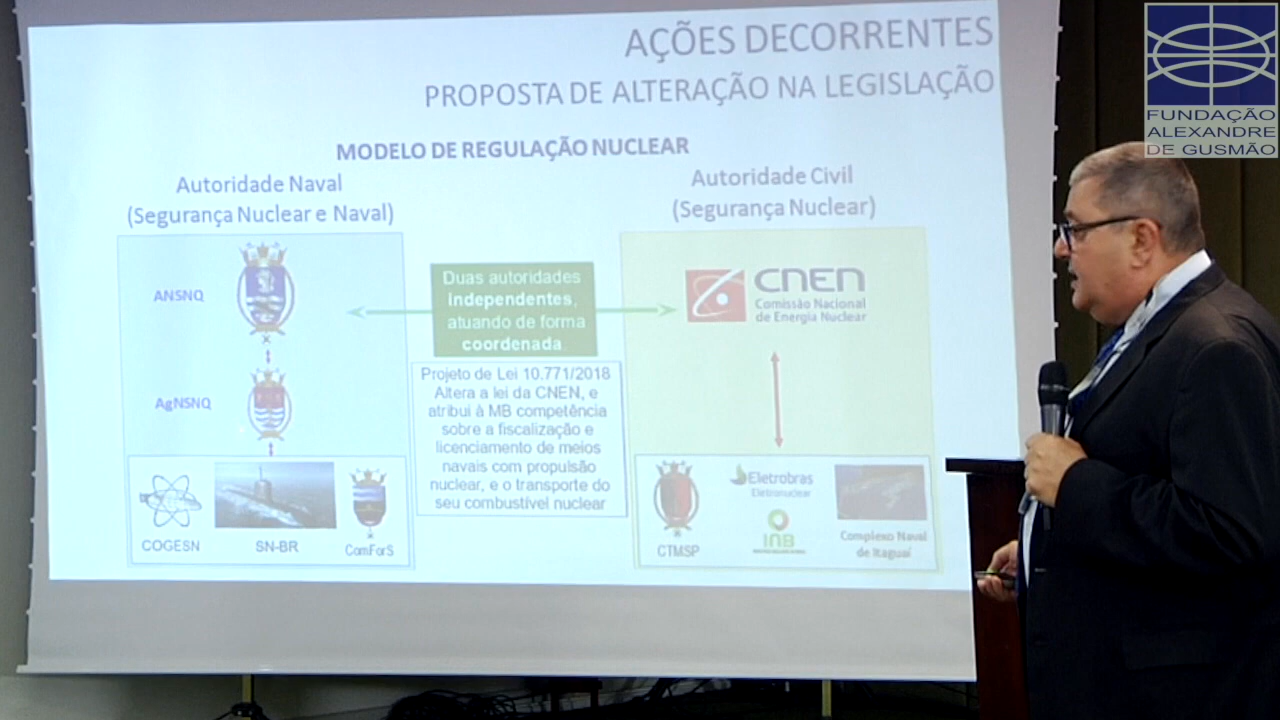 AÇÕES DECORRENTES
PROPOSTA DE ALTERAÇÃO NA LEGISLAÇÃO
MODELO DE REGULAÇÃO NUCLEAR
Autoridade Naval
(Segurança Nuclear e Naval)
Autoridade Civil
(Segurança Nuclear)
ANSNQ
AgNSNQ
COGESN
SN-BR
ComForS
Duas autoridades
independentes,
atuando de forma
coordenada.
Projeto de Lei 10.771/2018
Altera a lei da CNEN, e
atribui à MB competência
sobre a fiscalização e
licenciamento de meios
navais com propulsão
nuclear, e o transporte do
seu combustível nuclear
CNEN
Comissão Nacional
de Energia Nuclear
CTMSP
Eletrobras
Eletronuclear
INB
Complexo Naval
de Itaguaí
FUNDAÇÃO
ALEXANDRE
DE GUSMÃO